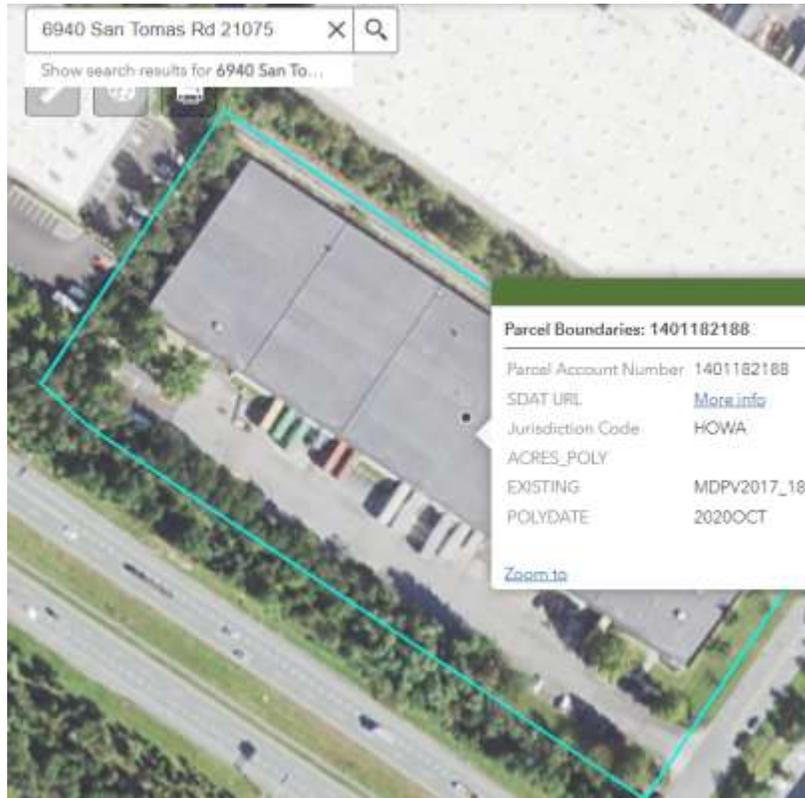 6940 San Tomas Rd 21075
Show search results for 6940 San To...
Parcel Boundaries: 1401182188
Parcel Account Number 1401182188
SDAT URL More info
Jurisdiction Code HOWA
ACRES_POLY
EXISTING MDPV2017_18
POLYDATE 2020OCT
Zoom to